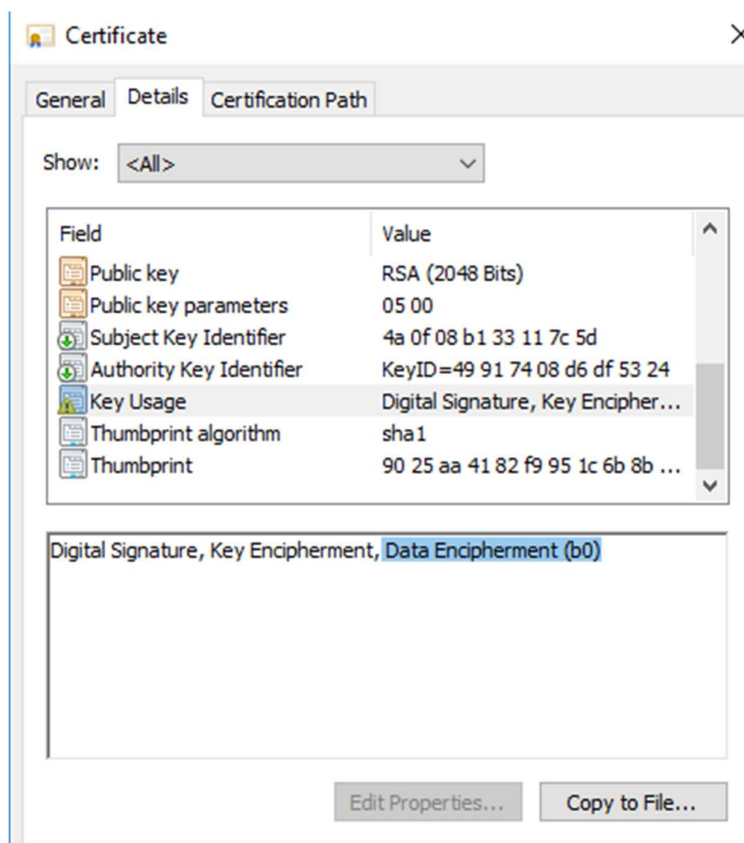 Certificate
General Details Certification Path
Show: <All>
Field Value
Public key RSA (2048 Bits)
Public key parameters 05 00
Subject Key Identifier 4a 0f 08 b1 33 11 7c 5d
Authority Key Identifier KeyID=49 91 74 08 d6 df 53 24
Key Usage Digital Signature, Key Encipher...
Thumbprint algorithm sha1
Thumbprint 90 25 aa 41 82 f9 95 1c 6b 8b ...
Digital Signature, Key Encipherment, Data Encipherment (b0)
Edit Properties... Copy to File...